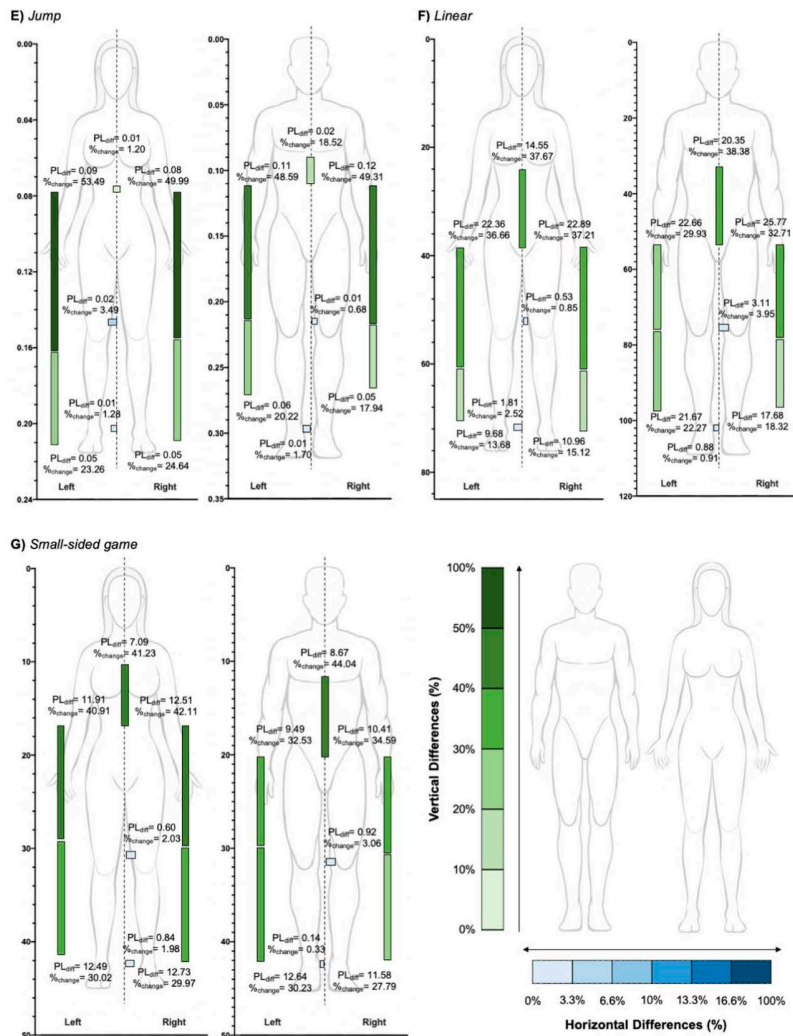 E) Jump
F) Linear
0.00
0.04
0.08
0.12
0.16
0.20
0.24
PLdiff= 0.01
%change= 1.20
PLdiff= 0.09
%change= 53.49
PLdiff= 0.08
%change= 49.99
PLdiff= 0.02
%change= 3.49
PLdiff= 0.01
%change= 1.28
PLdiff= 0.05
%change= 23.26
PLdiff= 0.05
%change= 24.64
Left
Right
0.00
0.05
0.10
0.15
0.20
0.25
0.30
0.35
PLdiff= 0.02
%change= 18.52
PLdiff= 0.11
%change= 48.59
PLdiff= 0.12
%change= 49.31
PLdiff= 0.01
%change= 0.68
PLdiff= 0.06
%change= 20.22
PLdiff= 0.05
%change= 17.94
PLdiff= 0.01
%change= 1.70
Left
Right
0
20
40
60
80
PLdiff= 14.55
%change= 37.67
PLdiff= 22.36
%change= 36.66
PLdiff= 22.89
%change= 37.21
PLdiff= 0.53
%change= 0.85
PLdiff= 1.81
%change= 2.52
PLdiff= 9.68
%change= 13.68
PLdiff= 10.96
%change= 15.12
Left
Right
0
20
40
60
80
100
120
PLdiff= 20.35
%change= 38.38
PLdiff= 22.66
%change= 29.93
PLdiff= 25.77
%change= 32.71
PLdiff= 3.11
%change= 3.95
PLdiff= 21.67
%change= 22.27
PLdiff= 17.68
%change= 18.32
PLdiff= 0.88
%change= 0.91
Left
Right
G) Small-sided game
0
10
20
30
40
50
PLdiff= 7.09
%change= 41.23
PLdiff= 11.91
%change= 40.91
PLdiff= 12.51
%change= 42.11
PLdiff= 0.60
%change= 2.03
PLdiff= 0.84
%change= 1.98
PLdiff= 12.49
%change= 30.02
PLdiff= 12.73
%change= 29.97
Left
Right
0
10
20
30
40
50
PLdiff= 8.67
%change= 44.04
PLdiff= 9.49
%change= 32.53
PLdiff= 10.41
%change= 34.59
PLdiff= 0.92
%change= 3.06
PLdiff= 0.14
%change= 0.33
PLdiff= 12.64
%change= 30.23
PLdiff= 11.58
%change= 27.79
Left
Right
Vertical Differences (%)
100%
50%
40%
30%
20%
10%
0%
0% 3.3% 6.6% 10% 13.3% 16.6% 100%
Horizontal Differences (%)